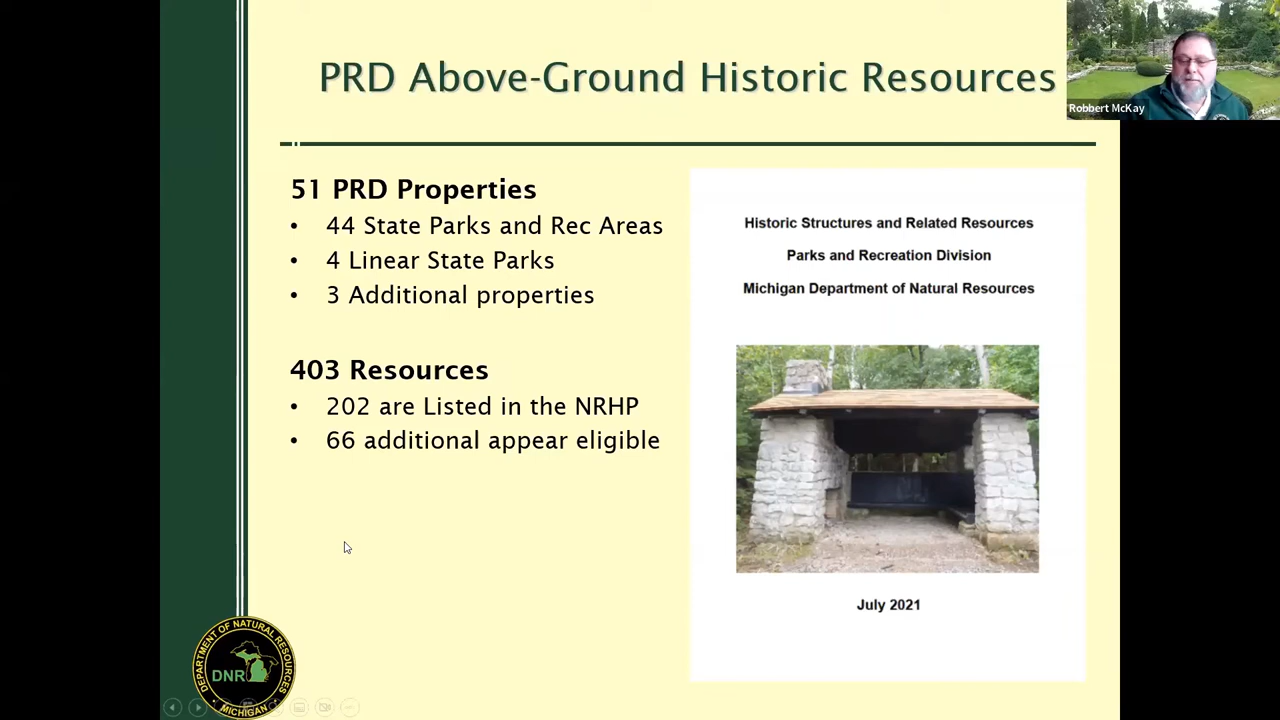 PRD Above-Ground Historic Resources
Robbert McKay
51 PRD Properties
• 44 State Parks and Rec Areas
• 4 Linear State Parks
• 3 Additional properties
403 Resources
• 202 are Listed in the NRHP
• 66 additional appear eligible
Historic Structures and Related Resources
Parks and Recreation Division
Michigan Department of Natural Resources
July 2021
DEPARTMENT OF NATURAL RESOURCES
DNR
MICHIGAN